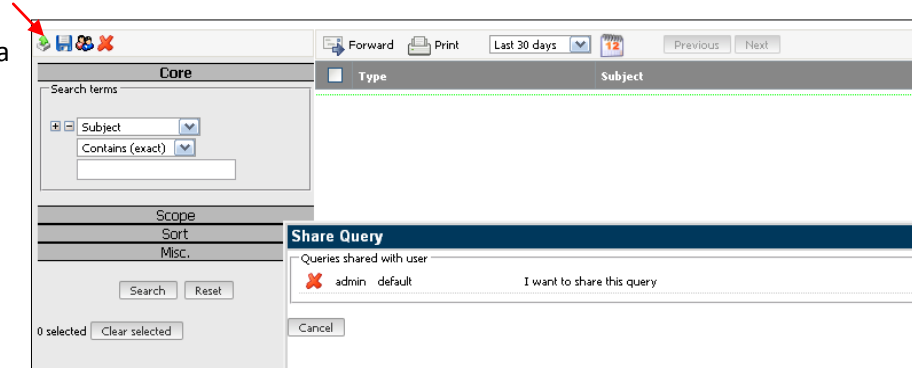 a
Forward Print Last 30 days 12 Previous Next
Core
Type Subject
Search terms
Subject
Contains (exact)
Scope
Sort
Misc.
Search Reset
0 selected Clear selected
Share Query
Queries shared with user
admin default I want to share this query
Cancel